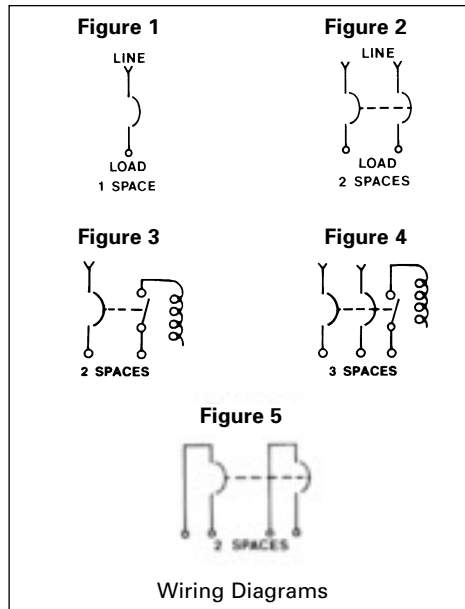 Figure 1
LINE
LOAD
1 SPACE
Figure 2
LINE
LOAD
2 SPACES
Figure 3
2 SPACES
Figure 4
3 SPACES
Figure 5
2 SPACES
Wiring Diagrams